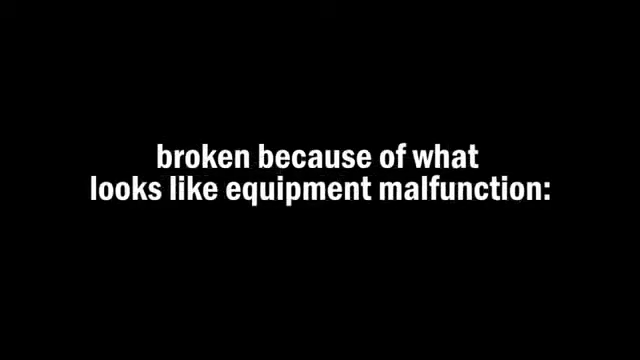 broken because of what
looks like equipment malfunction: